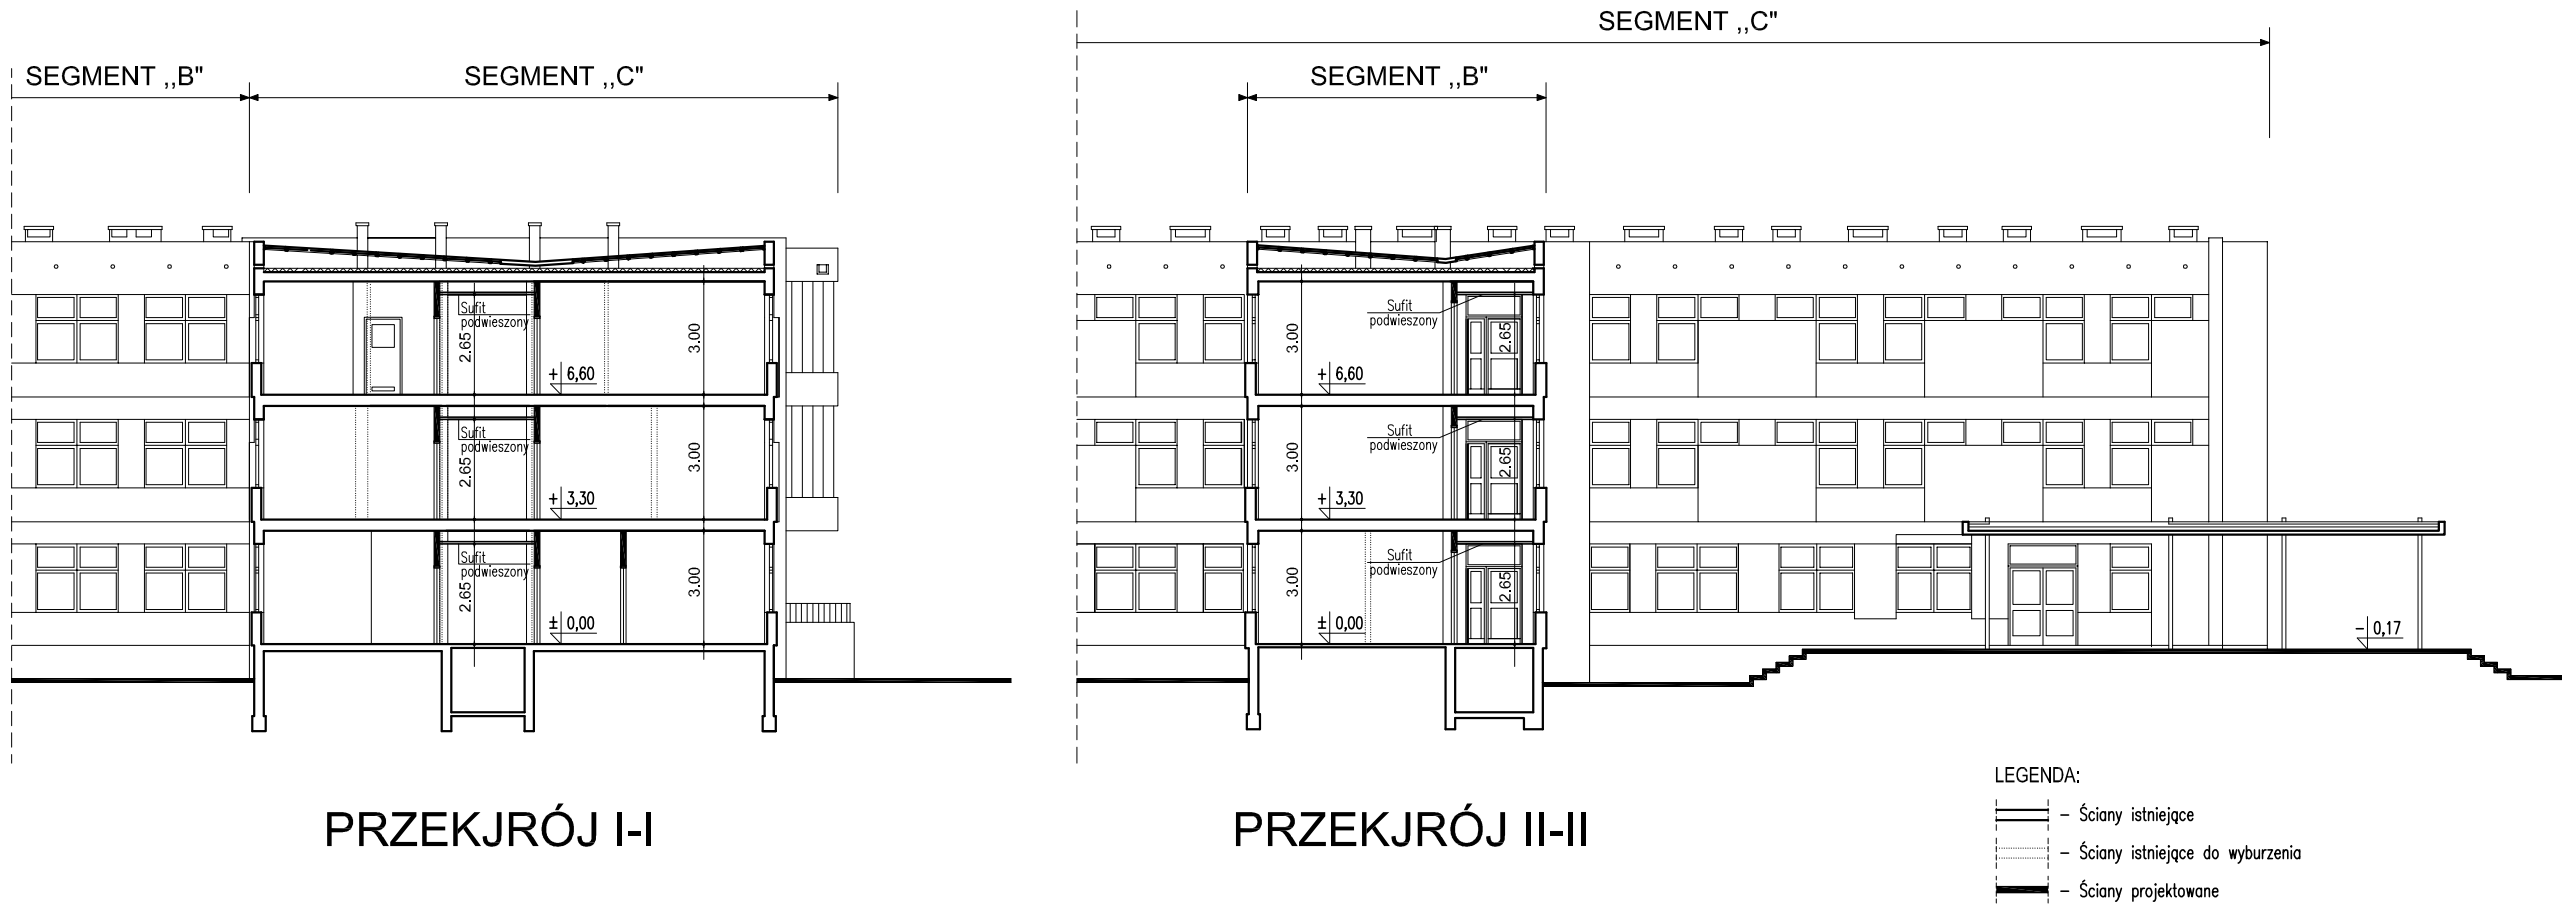 SEGMENT ,,C"
SEGMENT ,,B"
SEGMENT ,,C"
SEGMENT ,,B"
Sufit
podwieszony
2.65
3.00
+ 6,60
Sufit
podwieszony
2.65
3.00
+ 3,30
Sufit
podwieszony
2.65
3.00
± 0,00
Sufit
podwieszony
3.00
2.65
+ 6,60
Sufit
podwieszony
3.00
2.65
+ 3,30
Sufit
podwieszony
3.00
2.65
± 0,00
- 0,17
PRZEKJRÓJ I-I
PRZEKJRÓJ II-II
LEGENDA:
- Ściany istniejące
- Ściany istniejące do wyburzenia
- Ściany projektowane